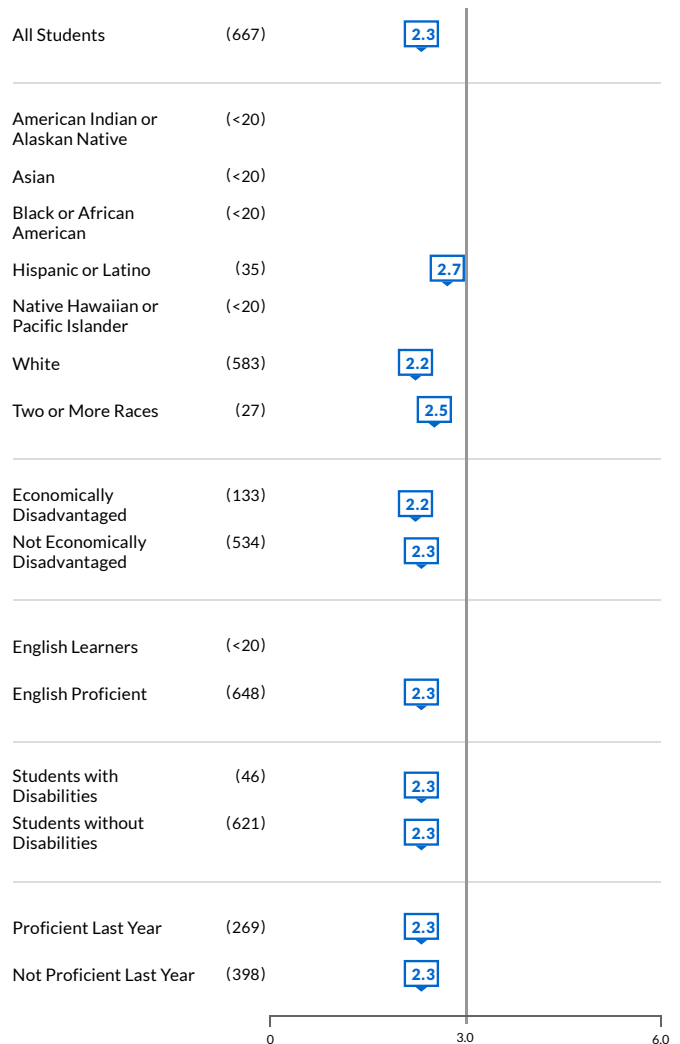 All Students (667) 2.3
American Indian or (<20)
Alaskan Native
Asian (<20)
Black or African (<20)
American
Hispanic or Latino (35) 2.7
Native Hawaiian or (<20)
Pacific Islander
White (583) 2.2
Two or More Races (27) 2.5
Economically (133) 2.2
Disadvantaged
Not Economically (534) 2.3
Disadvantaged
English Learners (<20)
English Proficient (648) 2.3
Students with (46) 2.3
Disabilities
Students without (621) 2.3
Disabilities
Proficient Last Year (269) 2.3
Not Proficient Last Year (398) 2.3
0 3.0 6.0